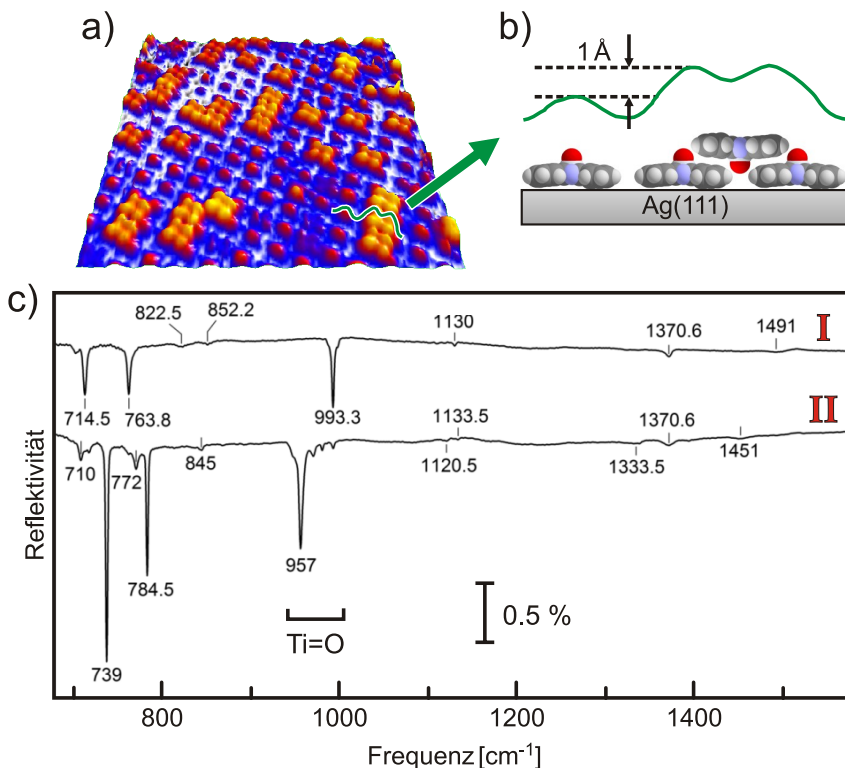 a)
b)
1 Å
Ag(111)
c)
822.5
852.2
1130
1370.6
1491
I
714.5
763.8
993.3
II
1133.5
1370.6
710
772
845
1120.5
1333.5
1451
784.5
957
739
Ti=O
0.5 %
Reflektivität
800
1000
1200
1400
Frequenz [cm⁻¹]